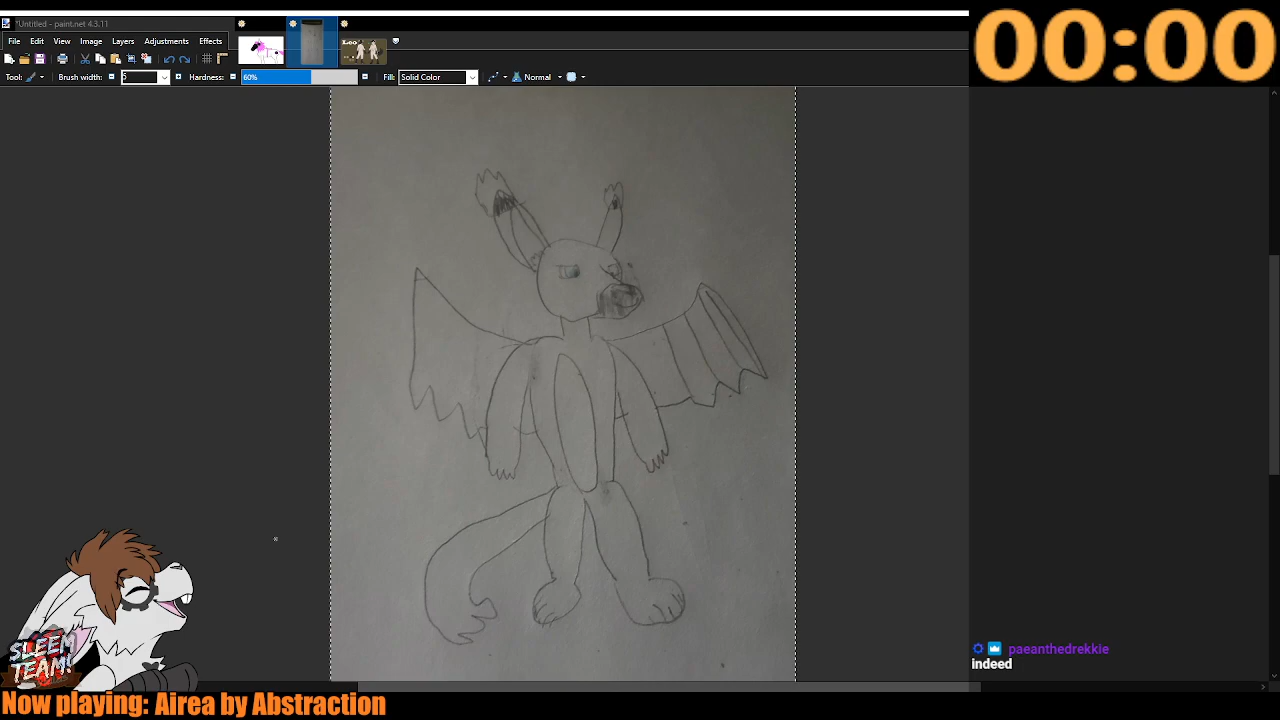 *Untitled - paint.net 4.3.11
File Edit View Image Layers Adjustments Effects
Tool: Brush width: 5 Hardness: 60% Fill: Solid Color Normal
00:00
paeanthedrekkie
indeed
SLEEM
TEAM!
Now playing: Airea by Abstraction